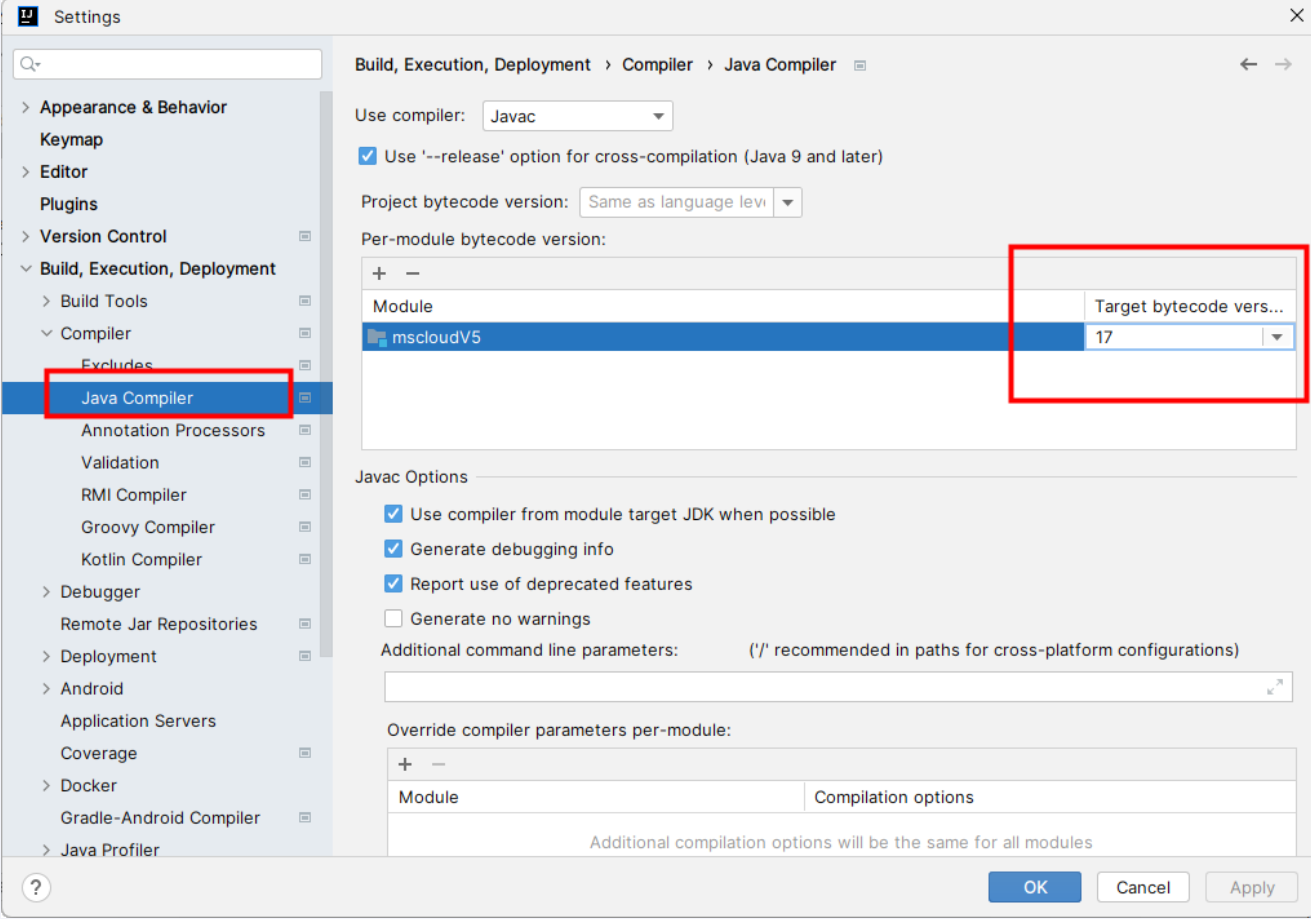 Settings
Appearance & Behavior
Keymap
Editor
Plugins
Version Control
Build, Execution, Deployment
Build Tools
Compiler
Excludes
Java Compiler
Annotation Processors
Validation
RMI Compiler
Groovy Compiler
Kotlin Compiler
Debugger
Remote Jar Repositories
Deployment
Android
Application Servers
Coverage
Docker
Gradle-Android Compiler
Java Profiler
Build, Execution, Deployment › Compiler › Java Compiler
Use compiler: Javac
Use '--release' option for cross-compilation (Java 9 and later)
Project bytecode version: Same as language leve
Per-module bytecode version:
Module Target bytecode vers...
mscloudV5 17
Javac Options
Use compiler from module target JDK when possible
Generate debugging info
Report use of deprecated features
Generate no warnings
Additional command line parameters: ('/' recommended in paths for cross-platform configurations)
Override compiler parameters per-module:
Module Compilation options
Additional compilation options will be the same for all modules
? OK Cancel Apply